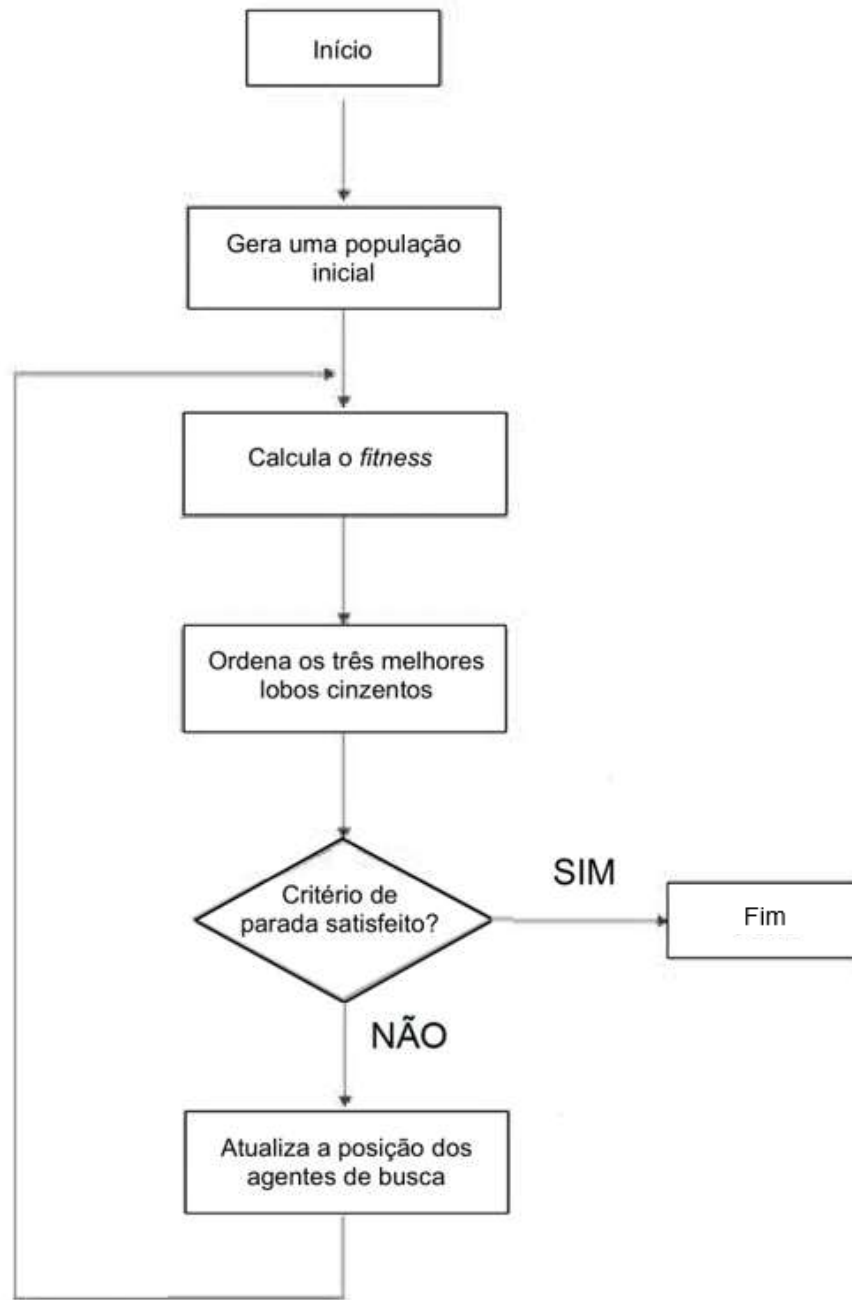 Início
Gera uma população
inicial
Calcula o fitness
Ordena os três melhores
lobos cinzentos
Critério de
parada satisfeito?
SIM
Fim
NÃO
Atualiza a posição dos
agentes de busca